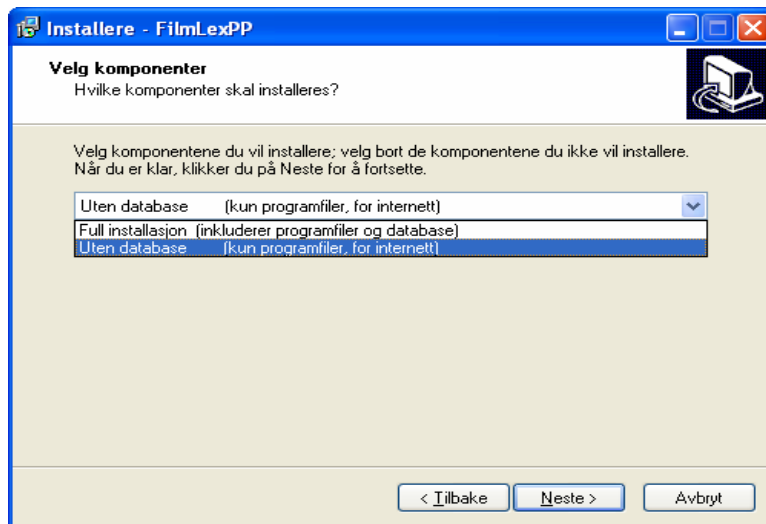 Installere - FilmLexPP
Velg komponenter
Hvilke komponenter skal installeres?
Velg komponentene du vil installere; velg bort de komponentene du ikke vil installere.
Når du er klar, klikker du på Neste for å fortsette.
Uten database (kun programfiler, for internett)
Full installasjon (inkluderer programfiler og database)
Uten database (kun programfiler, for internett)
< Tilbake Neste > Avbryt